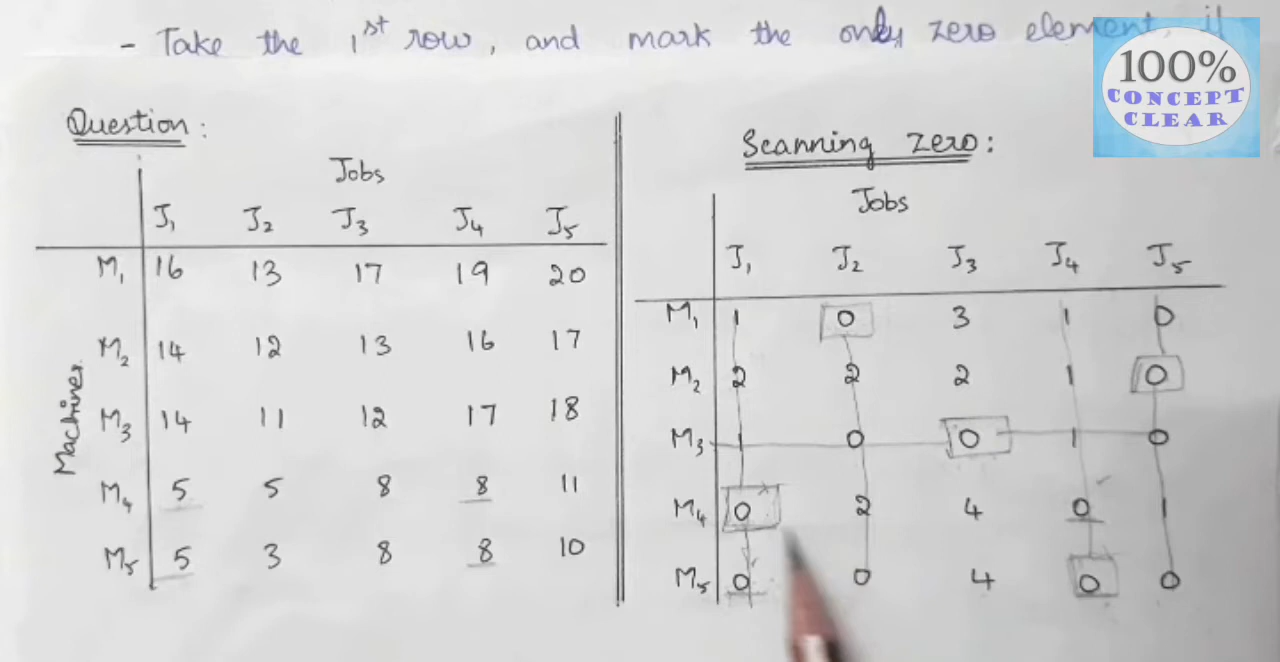 - Take the 1st row, and mark the only zero element, if
100%
CONCEPT
CLEAR
Question:
Jobs
J1 J2 J3 J4 J5
Machines
M1 16 13 17 19 20
M2 14 12 13 16 17
M3 14 11 12 17 18
M4 5 5 8 8 11
M5 5 3 8 8 10
Scanning Zero:
Jobs
J1 J2 J3 J4 J5
M1 1 0 3 1 0
M2 2 2 2 1 0
M3 1 0 0 1 0
M4 0 2 4 0 1
M5 0 0 4 0 0